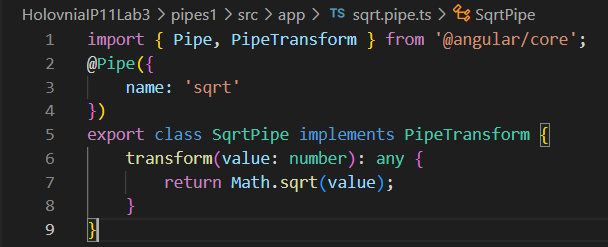 HolovniaIP11Lab3 > pipes1 > src > app > TS sqrt.pipe.ts > SqrtPipe
1 import { Pipe, PipeTransform } from '@angular/core';
2 @Pipe({
3     name: 'sqrt'
4 })
5 export class SqrtPipe implements PipeTransform {
6     transform(value: number): any {
7         return Math.sqrt(value);
8     }
9 }